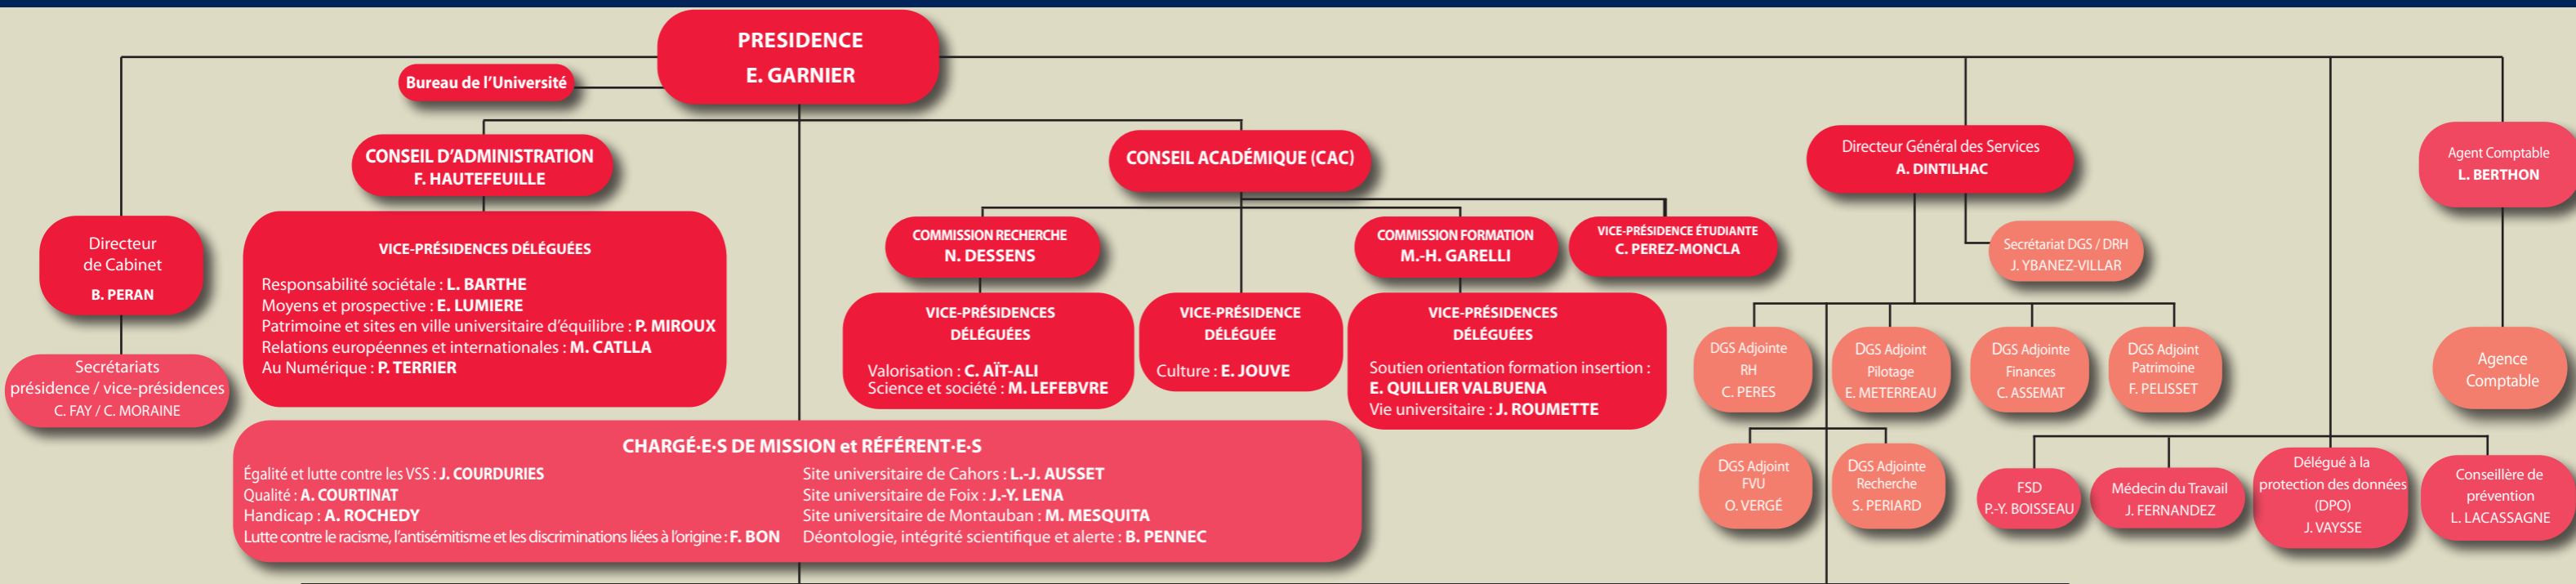 PRESIDENCE
E. GARNIER
Bureau de l'Université
CONSEIL D'ADMINISTRATION
F. HAUTEFEUILLE
CONSEIL ACADÉMIQUE (CAC)
Directeur Général des Services
A. DINTILHAC
Agent Comptable
L. BERTHON
Directeur
de Cabinet
B. PERAN
VICE-PRÉSIDENCES DÉLÉGUÉES
Responsabilité sociétale : L. BARTHE
Moyens et prospective : E. LUMIERE
Patrimoine et sites en ville universitaire d'équilibre : P. MIROUX
Relations européennes et internationales : M. CATLLA
Au Numérique : P. TERRIER
COMMISSION RECHERCHE
N. DESSENS
COMMISSION FORMATION
M.-H. GARELLI
VICE-PRÉSIDENCE ÉTUDIANTE
C. PEREZ-MONCLA
Secrétariat DGS / DRH
J. YBANEZ-VILLAR
Secrétariats
présidence / vice-présidences
C. FAY / C. MORAINE
VICE-PRÉSIDENCES
DÉLÉGUÉES
Valorisation : C. AÏT-ALI
Science et société : M. LEFEBVRE
VICE-PRÉSIDENCE
DÉLÉGUÉE
Culture : E. JOUVE
VICE-PRÉSIDENCES
DÉLÉGUÉES
Soutien orientation formation insertion :
E. QUILLIER VALBUENA
Vie universitaire : J. ROUMETTE
DGS Adjointe
RH
C. PERES
DGS Adjoint
Pilotage
E. METERREAU
DGS Adjointe
Finances
C. ASSEMAT
DGS Adjoint
Patrimoine
F. PELISSET
Agence
Comptable
CHARGÉ·E·S DE MISSION et RÉFÉRENT·E·S
Égalité et lutte contre les VSS : J. COURDURIES
Qualité : A. COURTINAT
Handicap : A. ROCHEDY
Lutte contre le racisme, l'antisémitisme et les discriminations liées à l'origine : F. BON
Site universitaire de Cahors : L.-J. AUSSET
Site universitaire de Foix : J.-Y. LENA
Site universitaire de Montauban : M. MESQUITA
Déontologie, intégrité scientifique et alerte : B. PENNEC
DGS Adjoint
FVU
O. VERGÉ
DGS Adjointe
Recherche
S. PERIARD
FSD
P.-Y. BOISSEAU
Médecin du Travail
J. FERNANDEZ
Délégué à la
protection des données
(DPO)
J. VAYSSE
Conseillère de
prévention
L. LACASSAGNE